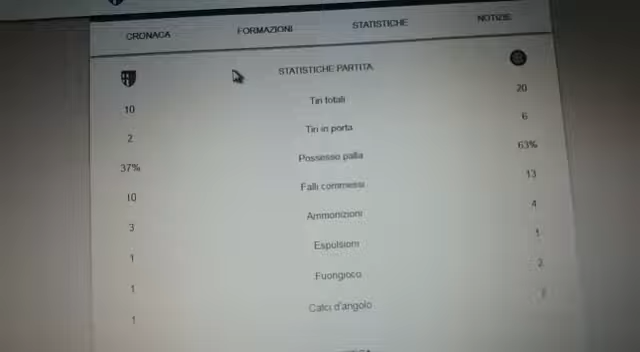 CRONACA FORMAZIONI STATISTICHE NOTIZIE
STATISTICHE PARTITA
10 Tiri totali 20
2 Tiri in porta 6
37% Possesso palla 63%
10 Falli commessi 13
3 Ammonizioni 4
1 Espulsioni 1
1 Fuorigioco 2
1 Calci d'angolo